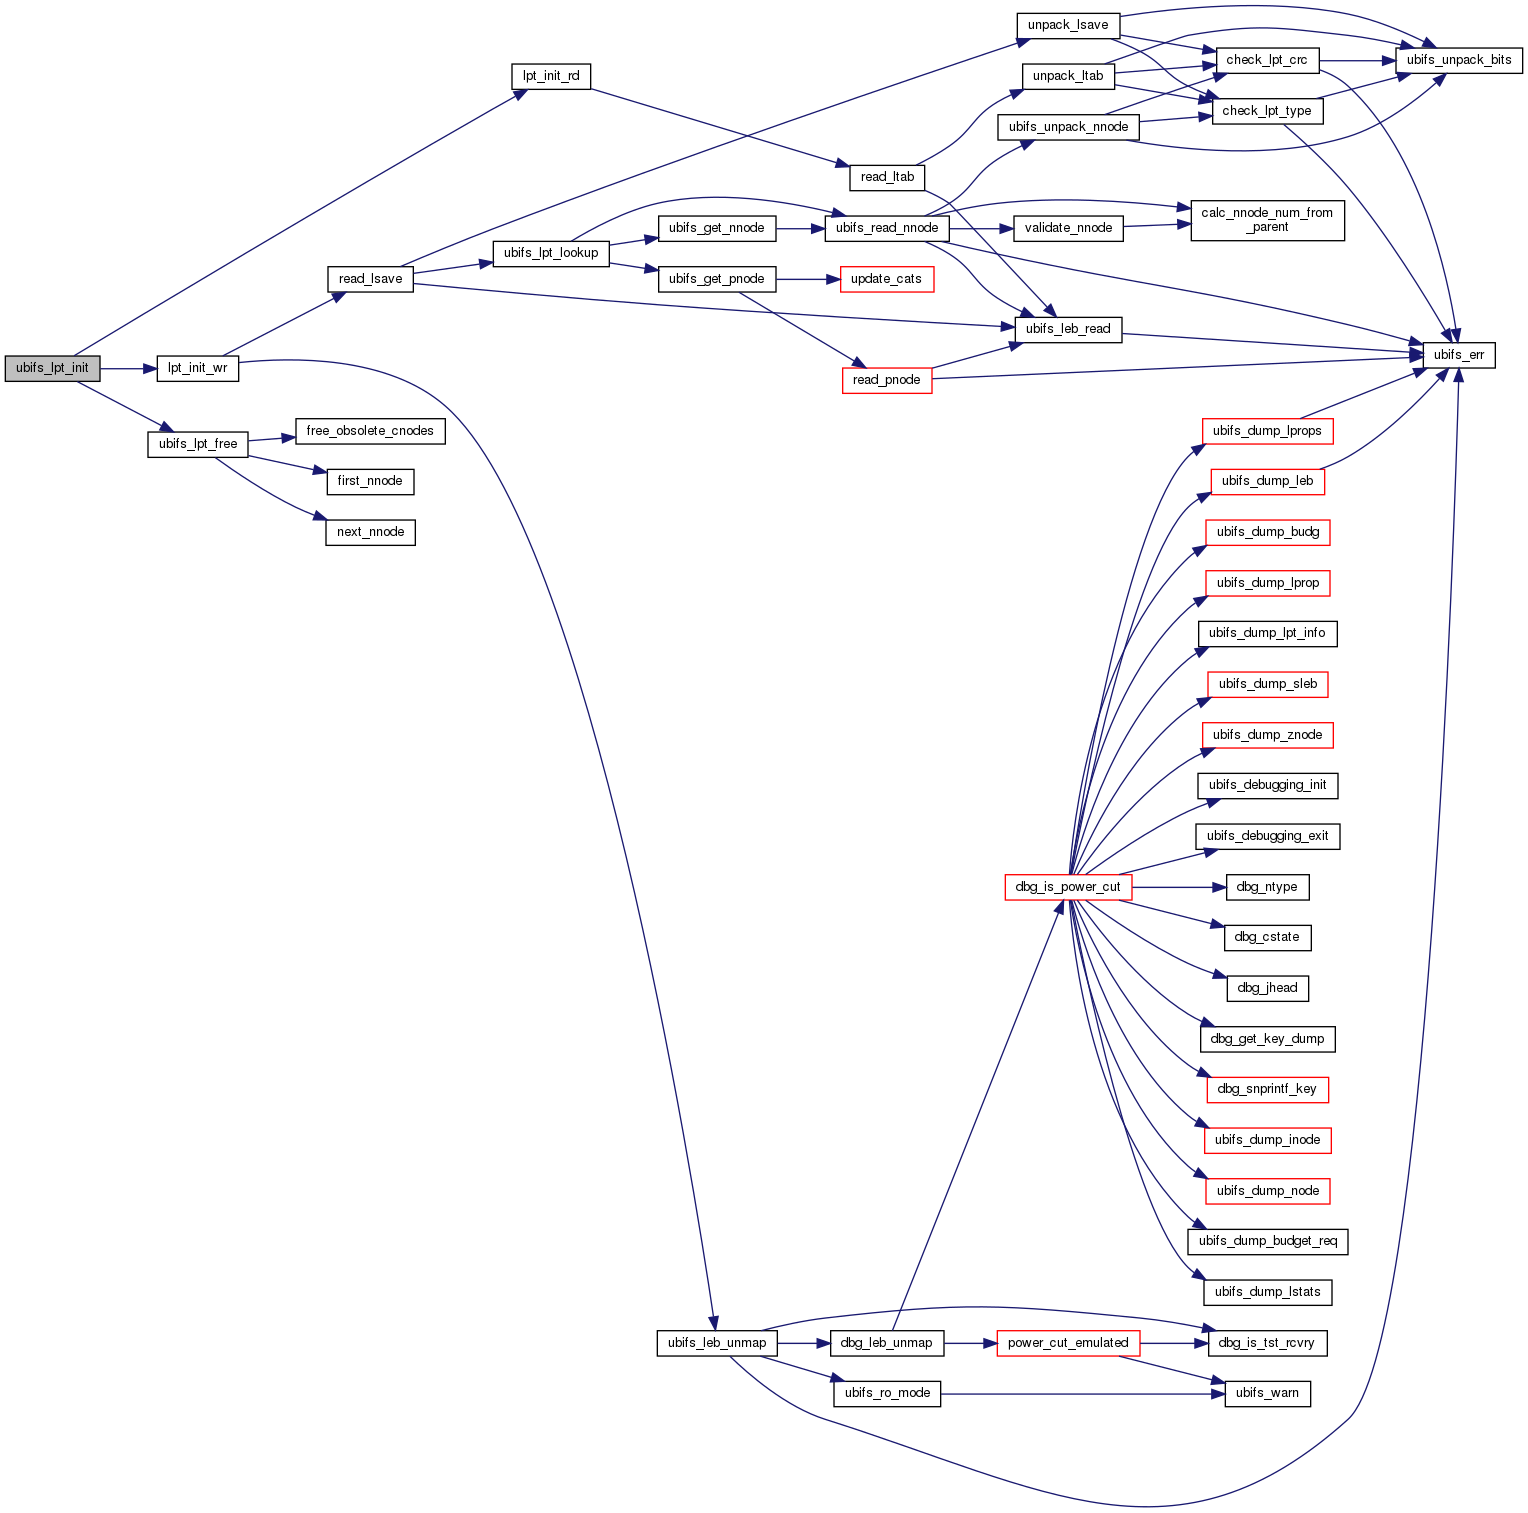 unpack_lsave
ubifs_unpack_bits
check_lpt_crc
lpt_init_rd
unpack_ltab
check_lpt_type
ubifs_unpack_nnode
read_ltab
calc_nnode_num_from
_parent
ubifs_get_nnode
ubifs_read_nnode
validate_nnode
ubifs_lpt_lookup
read_lsave
ubifs_get_pnode
update_cats
ubifs_leb_read
ubifs_err
ubifs_lpt_init
lpt_init_wr
read_pnode
free_obsolete_cnodes
ubifs_dump_lprops
ubifs_lpt_free
first_nnode
ubifs_dump_leb
next_nnode
ubifs_dump_budg
ubifs_dump_lprop
ubifs_dump_lpt_info
ubifs_dump_sleb
ubifs_dump_znode
ubifs_debugging_init
ubifs_debugging_exit
dbg_is_power_cut
dbg_ntype
dbg_cstate
dbg_jhead
dbg_get_key_dump
dbg_snprintf_key
ubifs_dump_inode
ubifs_dump_node
ubifs_dump_budget_req
ubifs_dump_lstats
ubifs_leb_unmap
dbg_leb_unmap
power_cut_emulated
dbg_is_tst_rcvry
ubifs_ro_mode
ubifs_warn